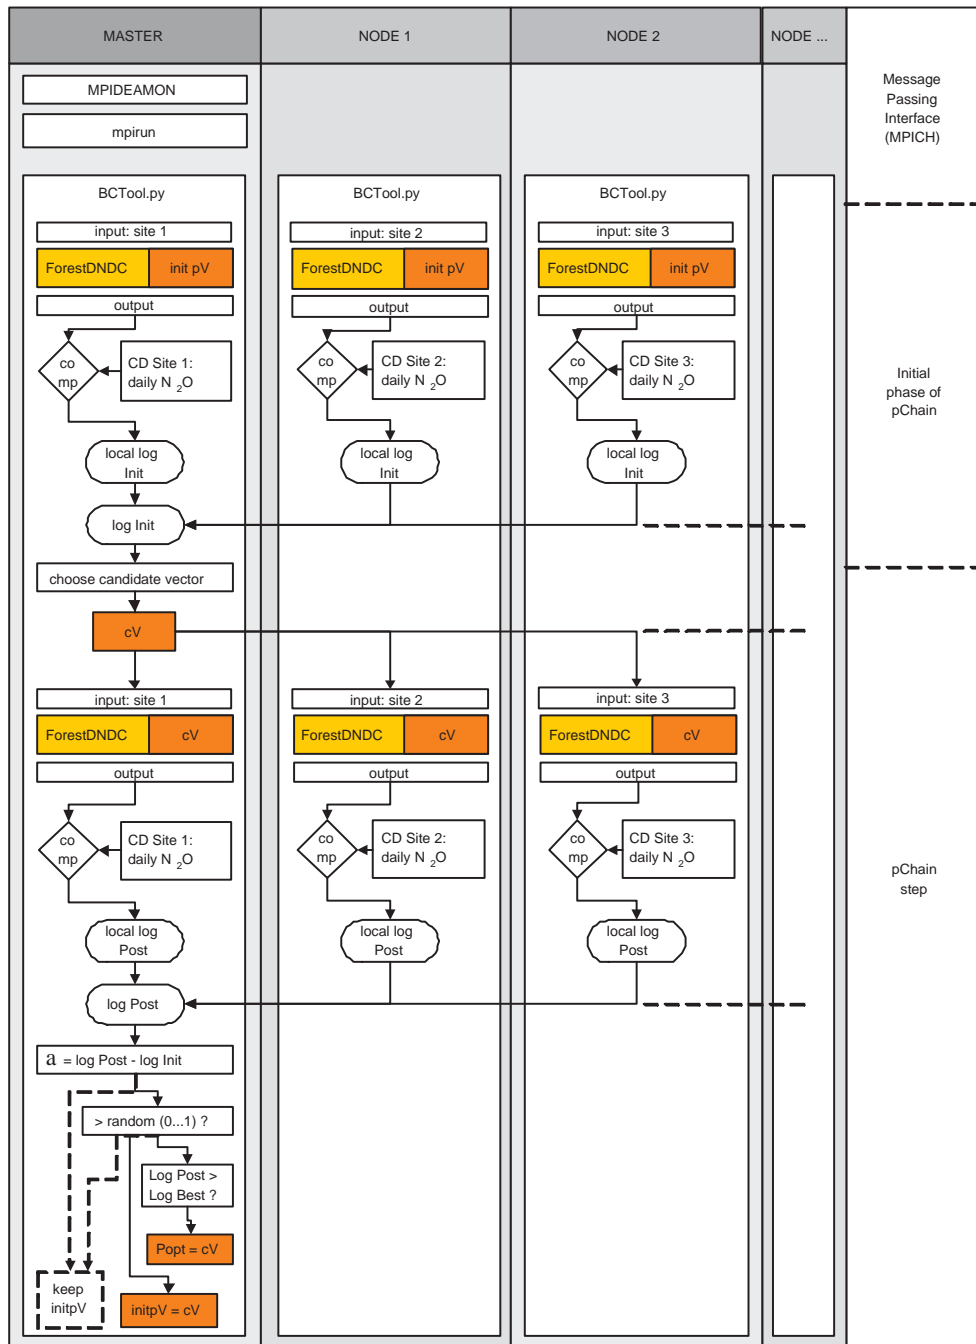 MASTER
NODE 1
NODE 2
NODE ...
MPIDEAMON
mpirun
Message
Passing
Interface
(MPICH)
BCTool.py
BCTool.py
BCTool.py
input: site 1
input: site 2
input: site 3
ForestDNDC
init pV
ForestDNDC
init pV
ForestDNDC
init pV
output
output
output
co
mp
CD Site 1:
daily N2O
co
mp
CD Site 2:
daily N2O
co
mp
CD Site 3:
daily N2O
Initial
phase of
pChain
local log
Init
local log
Init
local log
Init
log Init
choose candidate vector
cV
input: site 1
input: site 2
input: site 3
ForestDNDC
cV
ForestDNDC
cV
ForestDNDC
cV
output
output
output
co
mp
CD Site 1:
daily N2O
co
mp
CD Site 2:
daily N2O
co
mp
CD Site 3:
daily N2O
pChain
step
local log
Post
local log
Post
local log
Post
log Post
a = log Post - log Init
> random (0...1) ?
Log Post >
Log Best ?
Popt = cV
keep
initpV
initpV = cV